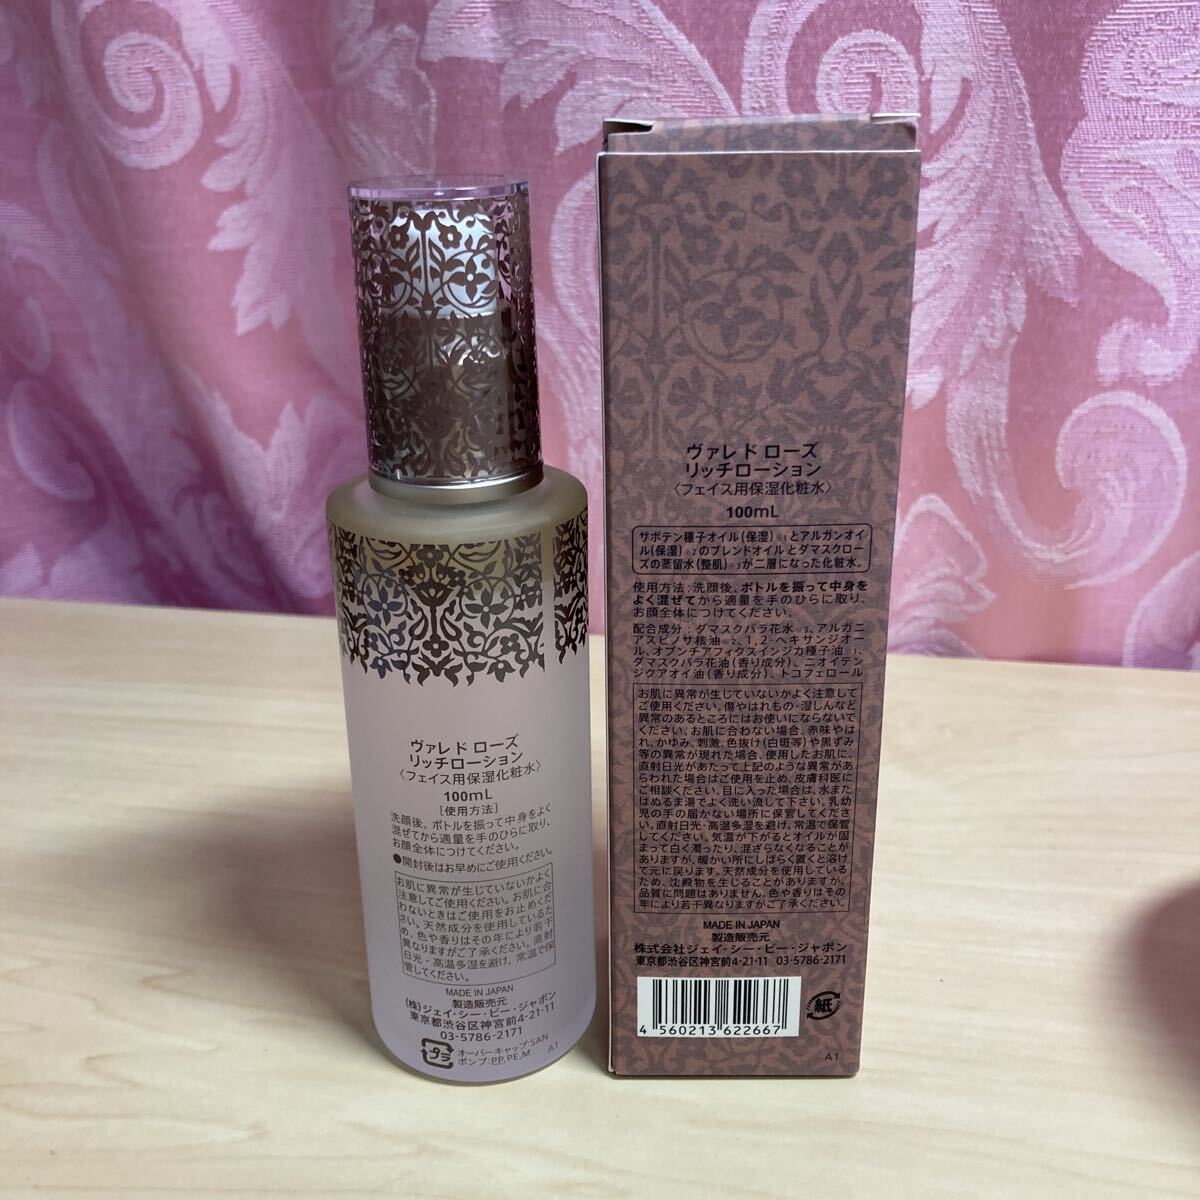 ヴァレド ローズ
リッチローション
〈フェイス用保湿化粧水〉
100mL
[使用方法]
洗顔後、ボトルを振って中身をよく
混ぜてから適量を手のひらに取り、
お顔全体につけてください。
●開封後はお早めにご使用ください。
お肌に異常が生じていないかよく
注意してご使用ください。お肌に合
わないときはご使用をお止めくだ
さい。天然成分を使用しているた
め、色や香りはその年により若干
異なりますがご了承ください。直射
日光・高温多湿を避け、常温で保
管してください。
MADE IN JAPAN
製造販売元
(株)ジェイ・シー・ビー・ジャポン
東京都渋谷区神宮前4-21-11
03-5786-2171
プラ
オーバーキャップ:SAN
ポンプ:PP,PE,M
A1
ヴァレド ローズ
リッチローション
〈フェイス用保湿化粧水〉
100mL
サボテン種子オイル(保湿)※1とアルガンオイ
ル(保湿)※2のブレンドオイルとダマスクロー
ズの蒸留水(整肌)※3が二層になった化粧水。
使用方法:洗顔後、ボトルを振って中身を
よく混ぜてから適量を手のひらに取り、
お顔全体につけてください。
配合成分:ダマスクバラ花水※3、アルガニ
アスピノサ核油※2、1,2-ヘキサンジオー
ル、オプンチアフィクスインジカ種子油※1、
ダマスクバラ花油(香り成分)、ニオイテン
ジクアオイ油(香り成分)、トコフェロール
お肌に異常が生じていないかよく注意して
ご使用ください。傷やはれもの・湿しんなど
異常のあるところにはお使いにならないで
ください。お肌に合わない場合、赤味やは
れ、かゆみ、刺激、色抜け(白斑等)や黒ずみ
等の異常が現れた場合、使用したお肌に、
直射日光があたって上記のような異常があ
らわれた場合はご使用を止め、皮膚科医に
ご相談ください。目に入った場合は、水また
はぬるま湯でよく洗い流して下さい。乳幼
児の手の届かない場所に保管してください
。直射日光・高温多湿を避け、常温で保管
してください。気温が下がるとオイルが固
まって白く濁ったり、混ざらなくなることが
ありますが、暖かい所にしばらく置くと溶け
て元に戻ります。天然成分を使用している
ため、沈殿物を生じることがありますが、
品質に問題はありません。色や香りはその
年により若干異なりますがご了承ください。
MADE IN JAPAN
製造販売元
株式会社ジェイ・シー・ビー・ジャポン
東京都渋谷区神宮前4-21-11 03-5786-2171
4 560213 622667
紙
A1